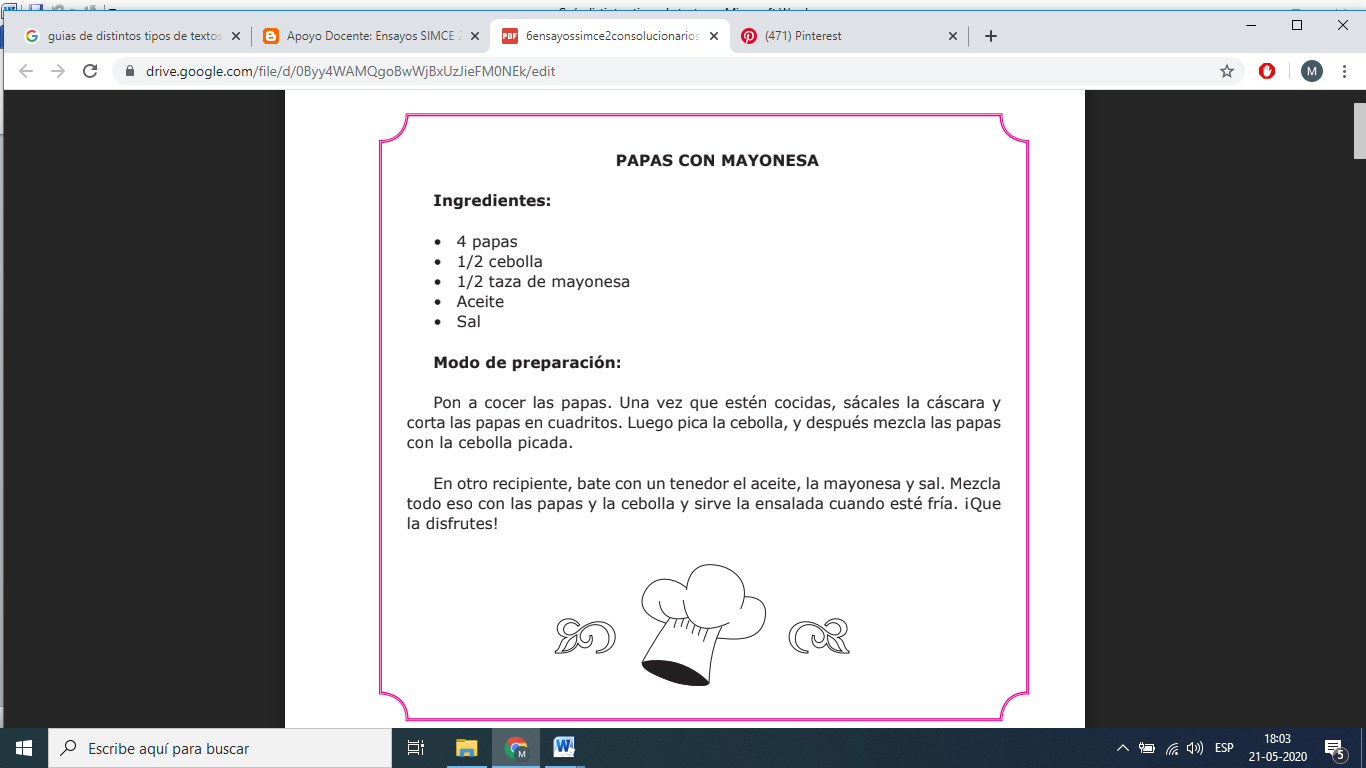 guias de distintos tipos de textos
Apoyo Docente: Ensayos SIMCE 2
6ensayossimce2consolucionarios
(471) Pinterest
drive.google.com/file/d/0Byy4WAMQgoBwWjBxUzJieFM0NEk/edit
M
PAPAS CON MAYONESA
Ingredientes:
• 4 papas
• 1/2 cebolla
• 1/2 taza de mayonesa
• Aceite
• Sal
Modo de preparación:
Pon a cocer las papas. Una vez que estén cocidas, sácales la cáscara y
corta las papas en cuadritos. Luego pica la cebolla, y después mezcla las papas
con la cebolla picada.
En otro recipiente, bate con un tenedor el aceite, la mayonesa y sal. Mezcla
todo eso con las papas y la cebolla y sirve la ensalada cuando esté fría. ¡Que
la disfrutes!
Escribe aquí para buscar
ESP
18:03
21-05-2020
5